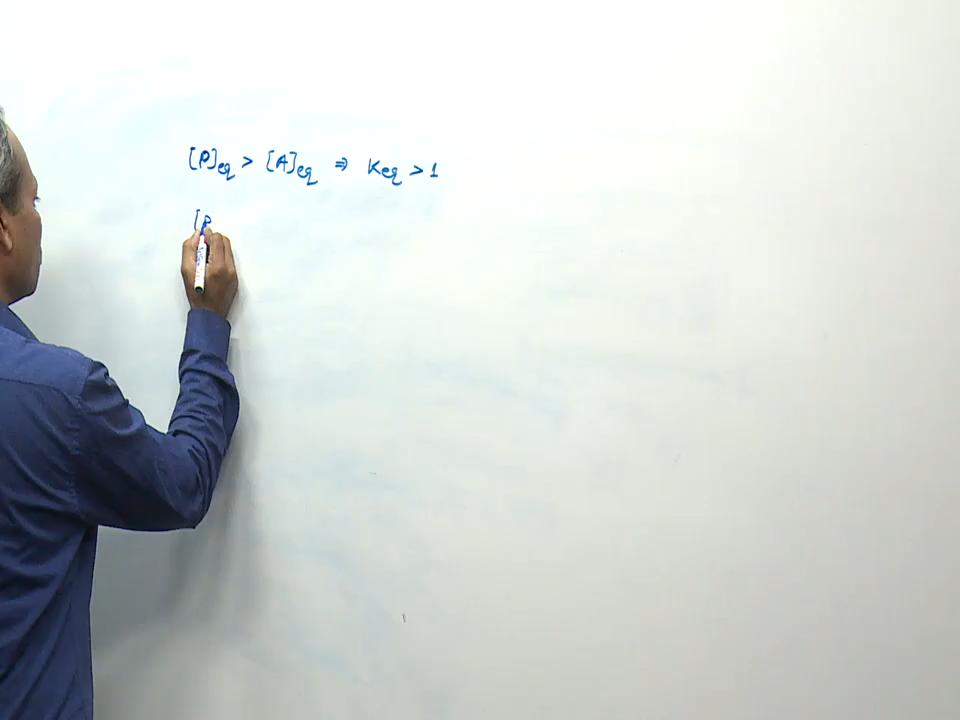 [P]eq > [A]eq ⇒ Keq > 1
[P